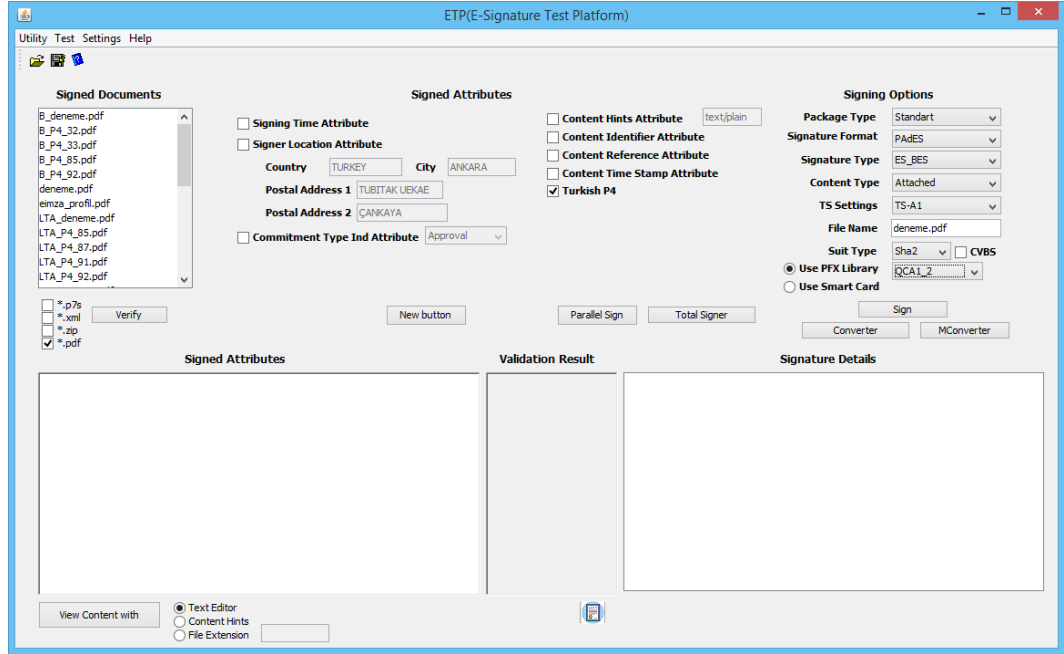 ETP(E-Signature Test Platform)
Utility Test Settings Help
Signed Documents
B_deneme.pdf
B_P4_32.pdf
B_P4_33.pdf
B_P4_85.pdf
B_P4_92.pdf
deneme.pdf
eimza_profil.pdf
LTA_deneme.pdf
LTA_P4_85.pdf
LTA_P4_87.pdf
LTA_P4_91.pdf
LTA_P4_92.pdf
*.p7s
*.xml
*.zip
*.pdf
Verify
Signed Attributes
Signing Time Attribute
Signer Location Attribute
Country TURKEY City ANKARA
Postal Address 1 TUBITAK UEKAE
Postal Address 2 ÇANKAYA
Commitment Type Ind Attribute Approval
Content Hints Attribute text/plain
Content Identifier Attribute
Content Reference Attribute
Content Time Stamp Attribute
Turkish P4
New button
Parallel Sign
Total Signer
Signing Options
Package Type Standart
Signature Format PAdES
Signature Type ES_BES
Content Type Attached
TS Settings TS-A1
File Name deneme.pdf
Suit Type Sha2 CVBS
Use PFX Library QCA1_2
Use Smart Card
Sign
Converter MConverter
Signed Attributes
Validation Result
Signature Details
View Content with
Text Editor
Content Hints
File Extension